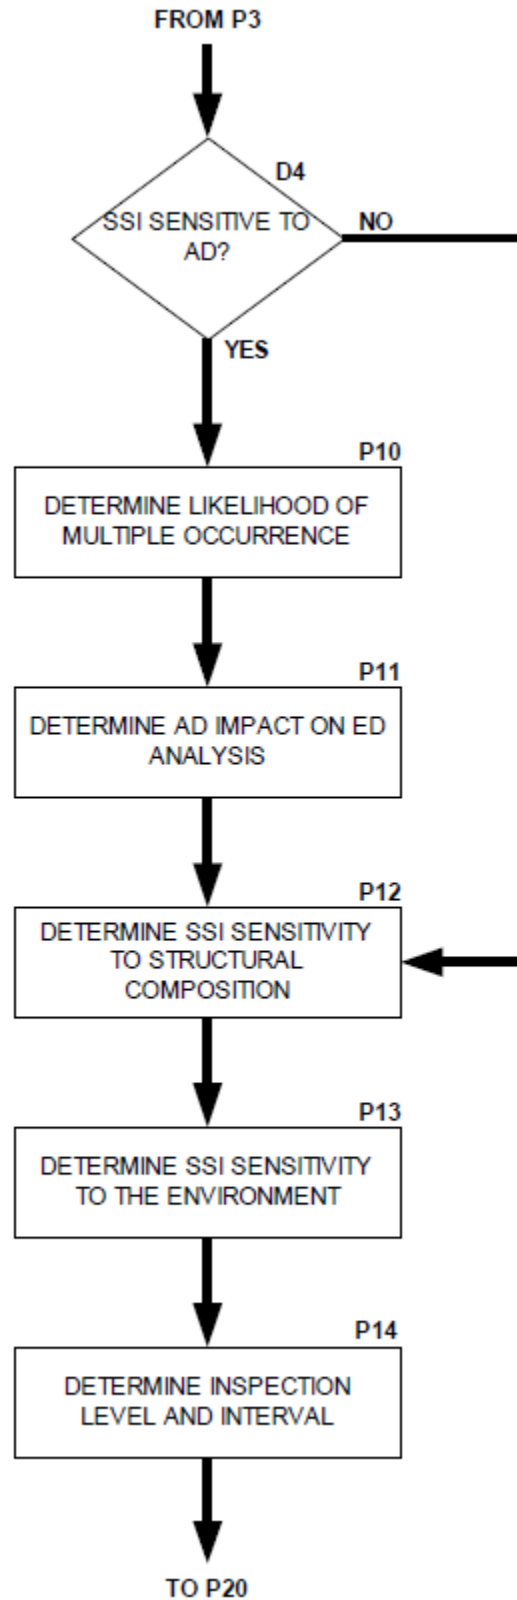 FROM P3
D4
SSI SENSITIVE TO
AD?
NO
YES
P10
DETERMINE LIKELIHOOD OF
MULTIPLE OCCURRENCE
P11
DETERMINE AD IMPACT ON ED
ANALYSIS
P12
DETERMINE SSI SENSITIVITY
TO STRUCTURAL
COMPOSITION
P13
DETERMINE SSI SENSITIVITY
TO THE ENVIRONMENT
P14
DETERMINE INSPECTION
LEVEL AND INTERVAL
TO P20